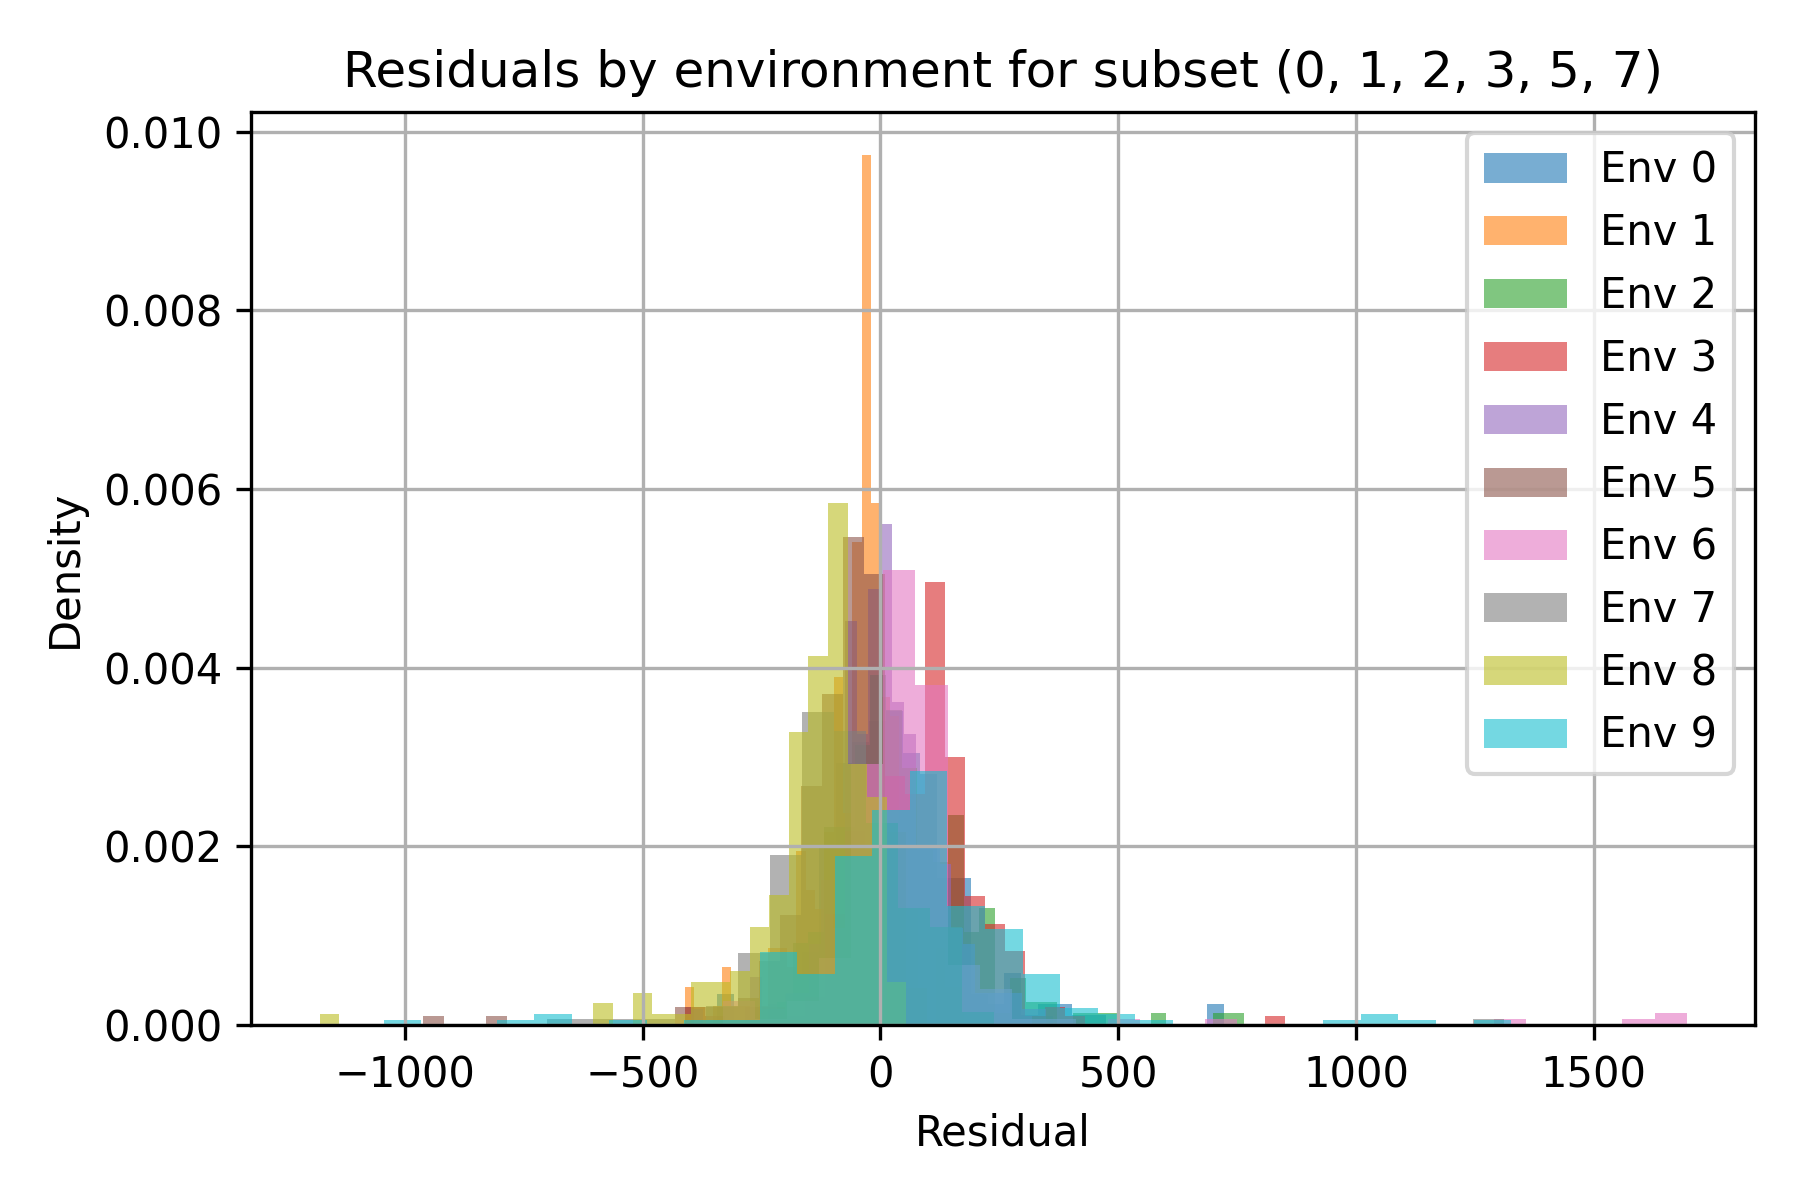 Residuals by environment for subset (0, 1, 2, 3, 5, 7)
0.010
0.008
0.006
0.004
0.002
0.000
Density
−1000
−500
0
500
1000
1500
Residual
Env 0
Env 1
Env 2
Env 3
Env 4
Env 5
Env 6
Env 7
Env 8
Env 9